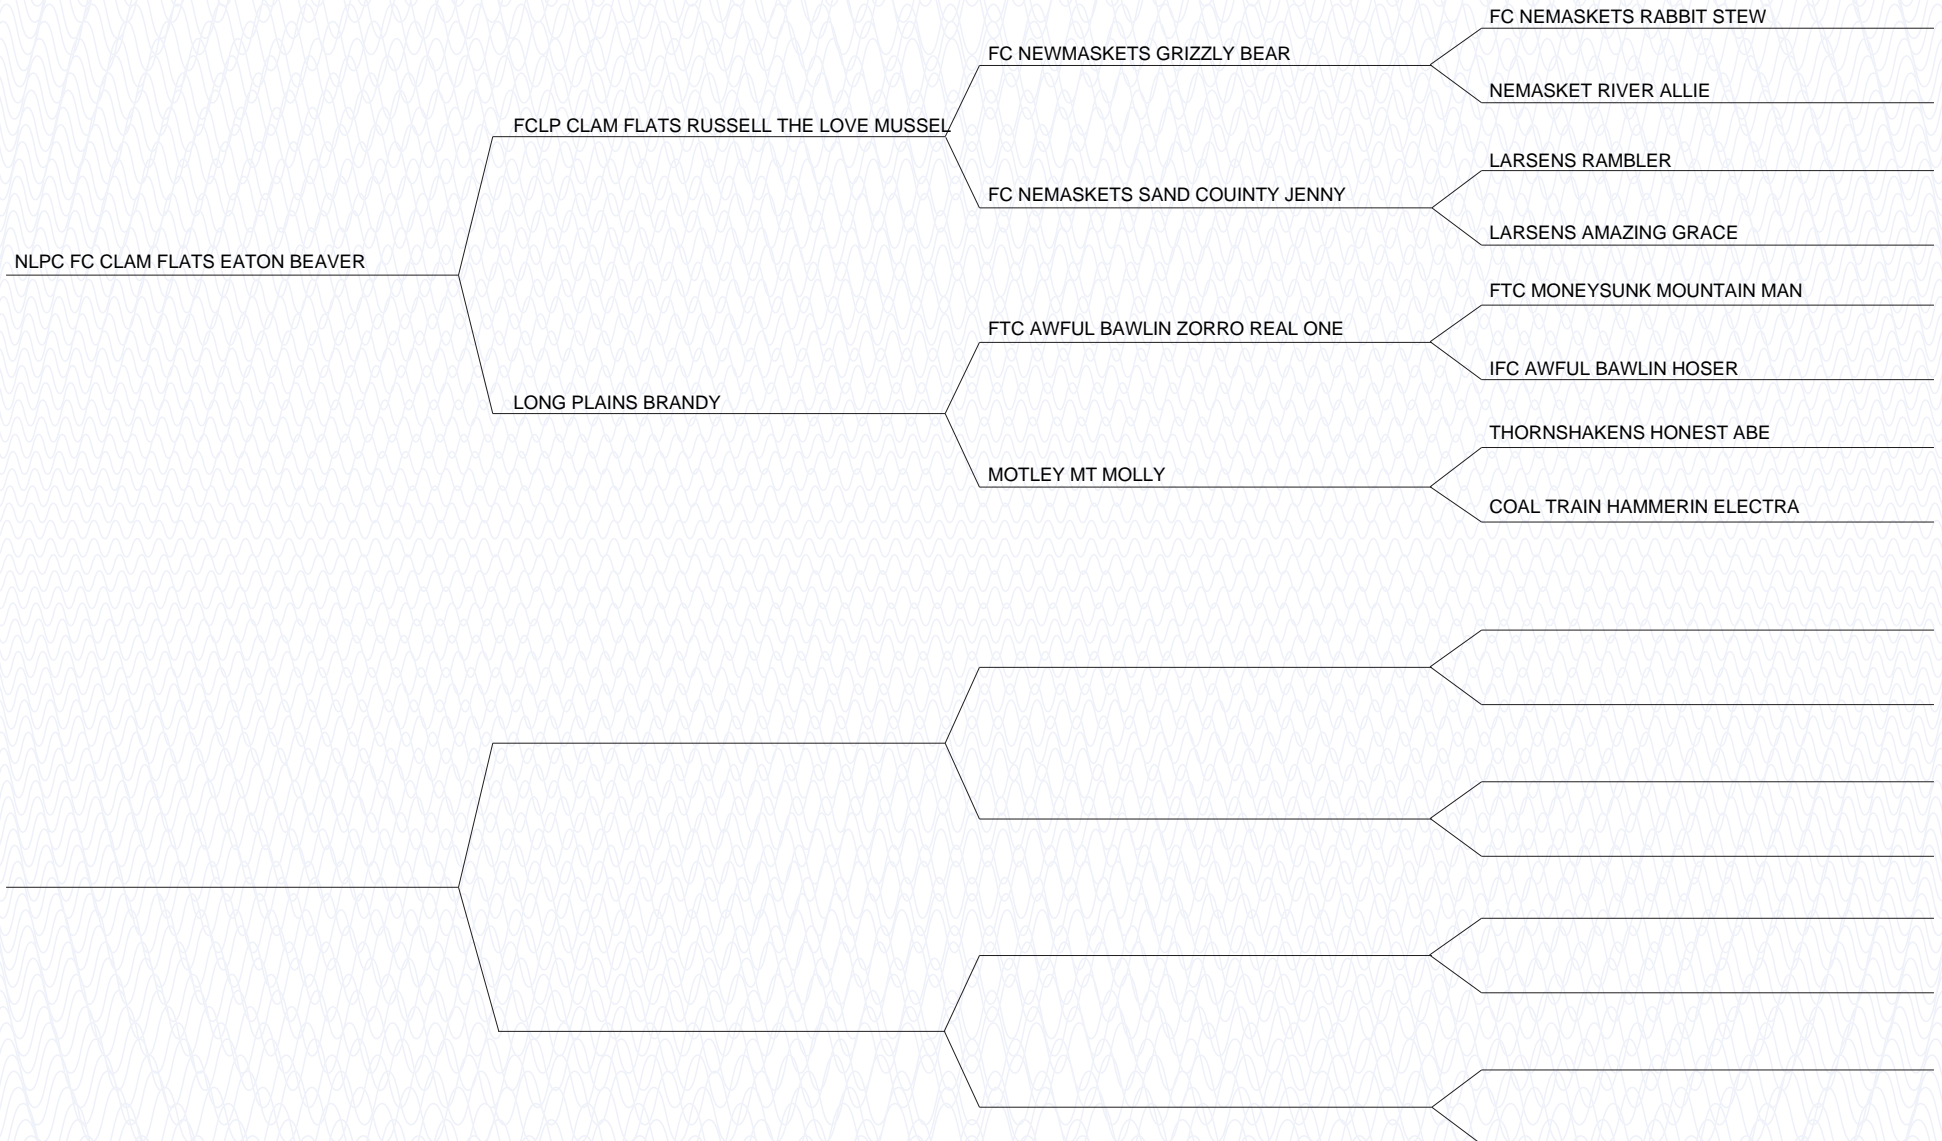 FC NEMASKETS RABBIT STEW
FC NEWMASKETS GRIZZLY BEAR
NEMASKET RIVER ALLIE
FCLP CLAM FLATS RUSSELL THE LOVE MUSSEL
LARSENS RAMBLER
FC NEMASKETS SAND COUINTY JENNY
LARSENS AMAZING GRACE
NLPC FC CLAM FLATS EATON BEAVER
FTC MONEYSUNK MOUNTAIN MAN
FTC AWFUL BAWLIN ZORRO REAL ONE
IFC AWFUL BAWLIN HOSER
LONG PLAINS BRANDY
THORNSHAKENS HONEST ABE
MOTLEY MT MOLLY
COAL TRAIN HAMMERIN ELECTRA